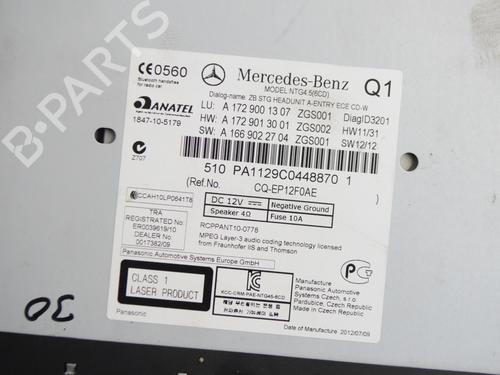 B-PARTS
CE0560
Bluetooth handsfree
for radio car
Mercedes-Benz
Q1
MODEL NTG4.5(6CD)
Dialog-name: ZB STG HEADUNIT A-ENTRY ECE CD-W
ANATEL
1847-10-5179
LU: A 172 900 13 07 ZGS001 DiagID3201
HW: A 172 901 30 01 ZGS002 HW11/31
SW: A 166 902 27 04 ZGS001 SW12/12
Z707
510 PA1129C0448870 1
(Ref.No.) CQ-EP12F0AE
CCAH10LP0641T8
DC 12V Negative Ground
Speaker 4Ω Fuse 10A
TRA
REGISTERED No:
ER0039619/10
DEALER No:
0017382/09
RCPPANT10-0778
MPEG Layer-3 audio coding technology licensed
from Fraunhofer IIS and Thomson
Panasonic Automotive Systems Europe GmbH
CLASS 1
LASER PRODUCT
KCC-CRM-PAE-NTG45-6CD
Manufacture
Panasonic Automotive
Systems Czech, s.r.o
Pardubice, Czech Republic
Made in Czech Republic
Panasonic
Date of Manufacture 2012/07/09
30